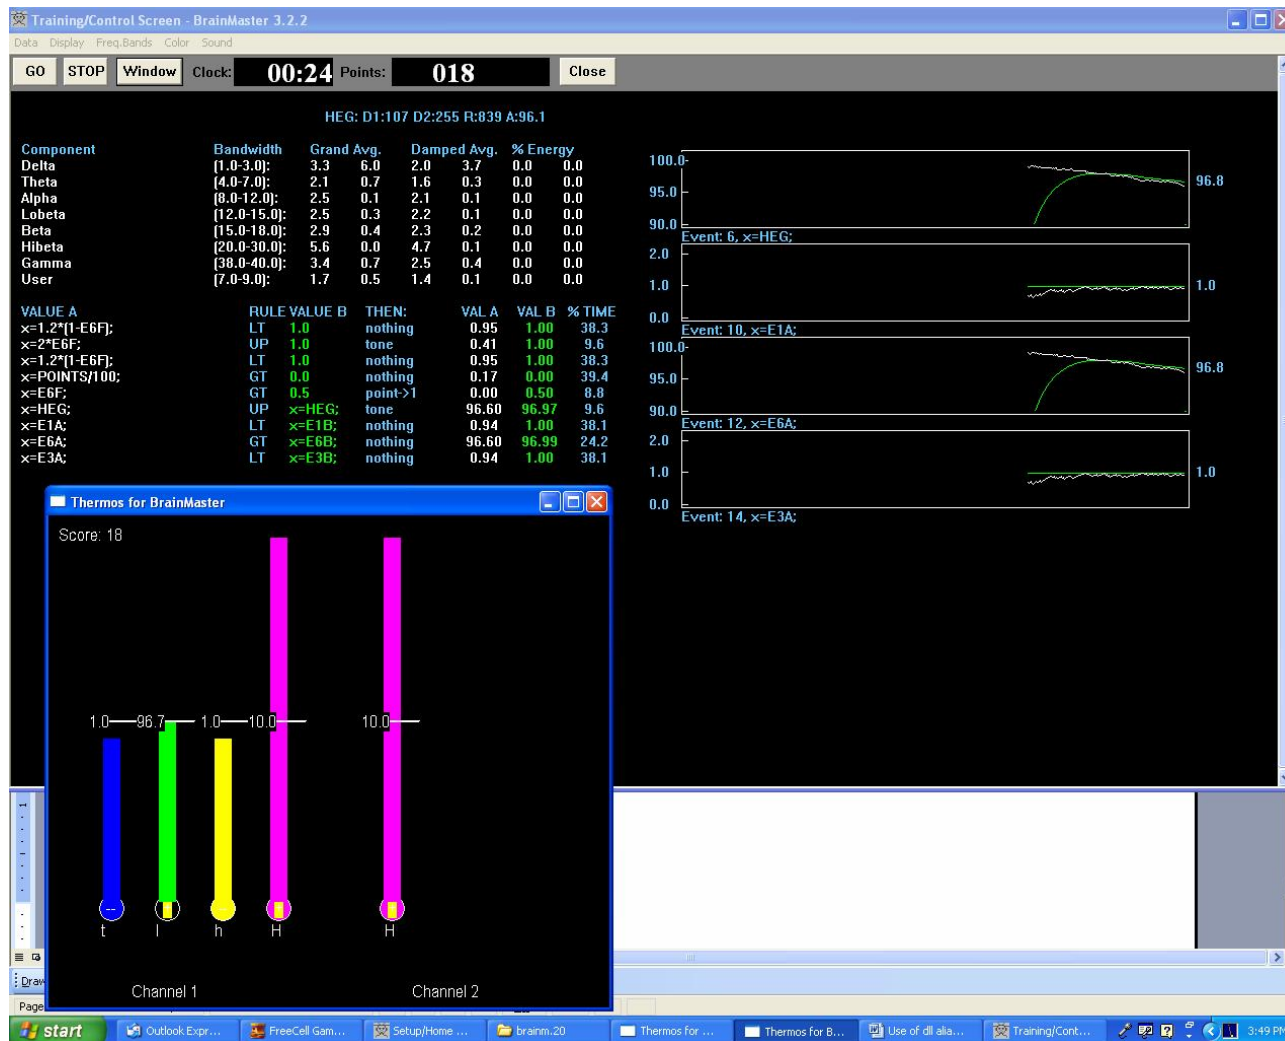 Training/Control Screen - BrainMaster 3.2.2
Data Display Freq.Bands Color Sound
GO STOP Window Clock: 00:24 Points: 018 Close
HEG: D1:107 D2:255 R:839 A:96.1
Component Bandwidth Grand Avg. Damped Avg. % Energy
Delta (1.0-3.0): 3.3 6.0 2.0 3.7 0.0 0.0
Theta (4.0-7.0): 2.1 0.7 1.6 0.3 0.0 0.0
Alpha (8.0-12.0): 2.5 0.1 2.1 0.1 0.0 0.0
Lobeta (12.0-15.0): 2.5 0.3 2.2 0.1 0.0 0.0
Beta (15.0-18.0): 2.9 0.4 2.3 0.2 0.0 0.0
Hibeta (20.0-30.0): 5.6 0.0 4.7 0.1 0.0 0.0
Gamma (38.0-40.0): 3.4 0.7 2.5 0.4 0.0 0.0
User (7.0-9.0): 1.7 0.5 1.4 0.1 0.0 0.0
VALUE A RULE VALUE B THEN: VAL A VAL B % TIME
x=1.2*(1-E6F); LT 1.0 nothing 0.95 1.00 38.3
x=2*E6F; UP 1.0 tone 0.41 1.00 9.6
x=1.2*(1-E6F); LT 1.0 nothing 0.95 1.00 38.3
x=POINTS/100; GT 0.0 nothing 0.17 0.00 39.4
x=E6F; GT 0.5 point->1 0.00 0.50 8.8
x=HEG; UP x=HEG; tone 96.60 96.97 9.6
x=E1A; LT x=E1B; nothing 0.94 1.00 38.1
x=E6A; GT x=E6B; nothing 96.60 96.99 24.2
x=E3A; LT x=E3B; nothing 0.94 1.00 38.1
100.0
95.0 96.8
90.0
Event: 6, x=HEG;
2.0
1.0 1.0
0.0
Event: 10, x=E1A;
100.0
95.0 96.8
90.0
Event: 12, x=E6A;
2.0
1.0 1.0
0.0
Event: 14, x=E3A;
Thermos for BrainMaster
Score: 18
1.0 96.7 1.0 10.0 10.0
t l h H H
Channel 1 Channel 2
Draw
Page
start Outlook Expr... FreeCell Gam... Setup/Home ... brainm.20 Thermos for ... Thermos for B... Use of dll alia... Training/Cont... 3:49 PM